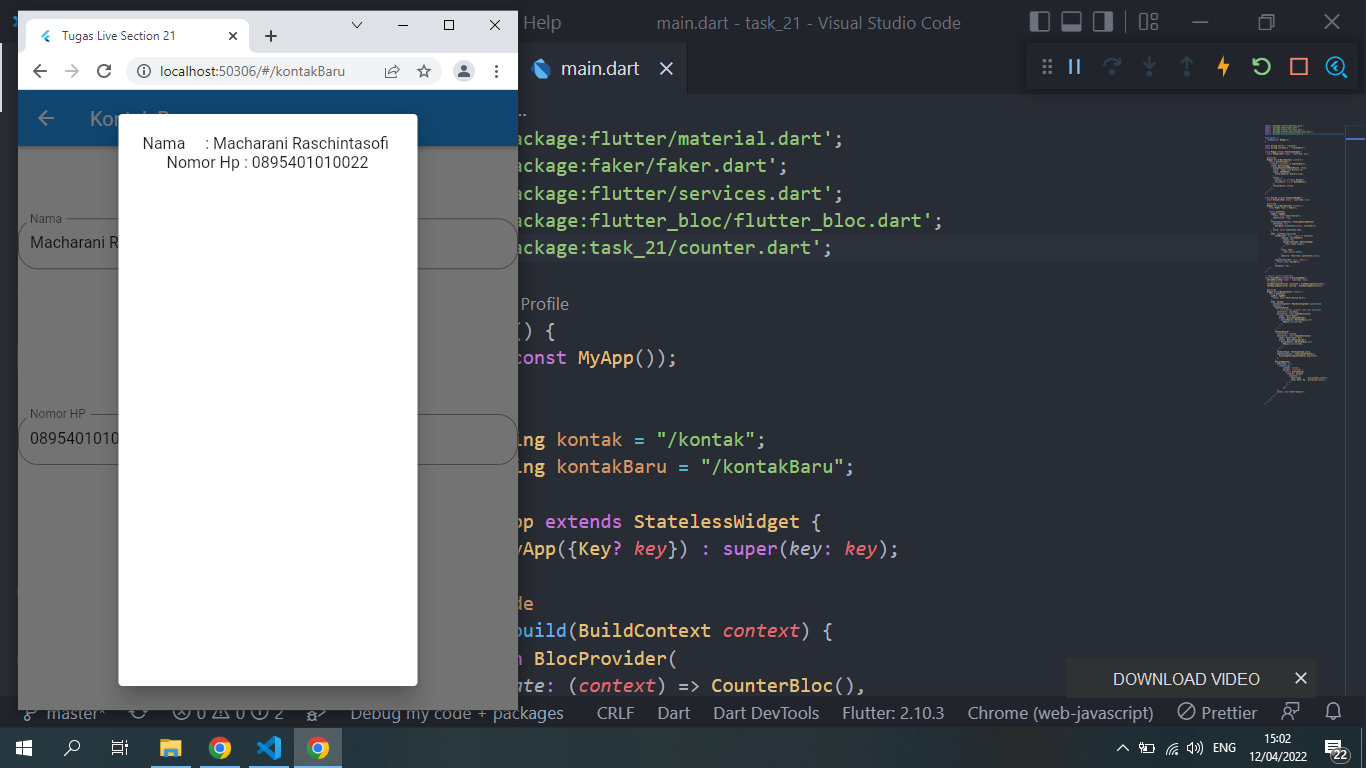 Tugas Live Section 21
localhost:50306/#/kontakBaru
Nama : Macharani Raschintasofi
Nomor Hp : 0895401010022
Nama
Macharani R
Nomor HP
0895401010
Help
main.dart - task_21 - Visual Studio Code
main.dart
ackage:flutter/material.dart';
ackage:faker/faker.dart';
ackage:flutter/services.dart';
ackage:flutter_bloc/flutter_bloc.dart';
ackage:task_21/counter.dart';
Profile
() {
const MyApp());
ing kontak = "/kontak";
ing kontakBaru = "/kontakBaru";
pp extends StatelessWidget {
yApp({Key? key}) : super(key: key);
de
build(BuildContext context) {
n BlocProvider(
ate: (context) => CounterBloc(),
DOWNLOAD VIDEO
master* 0 0 2 Debug my code + packages CRLF Dart Dart DevTools Flutter: 2.10.3 Chrome (web-javascript) Prettier
ENG
15:02
12/04/2022
22